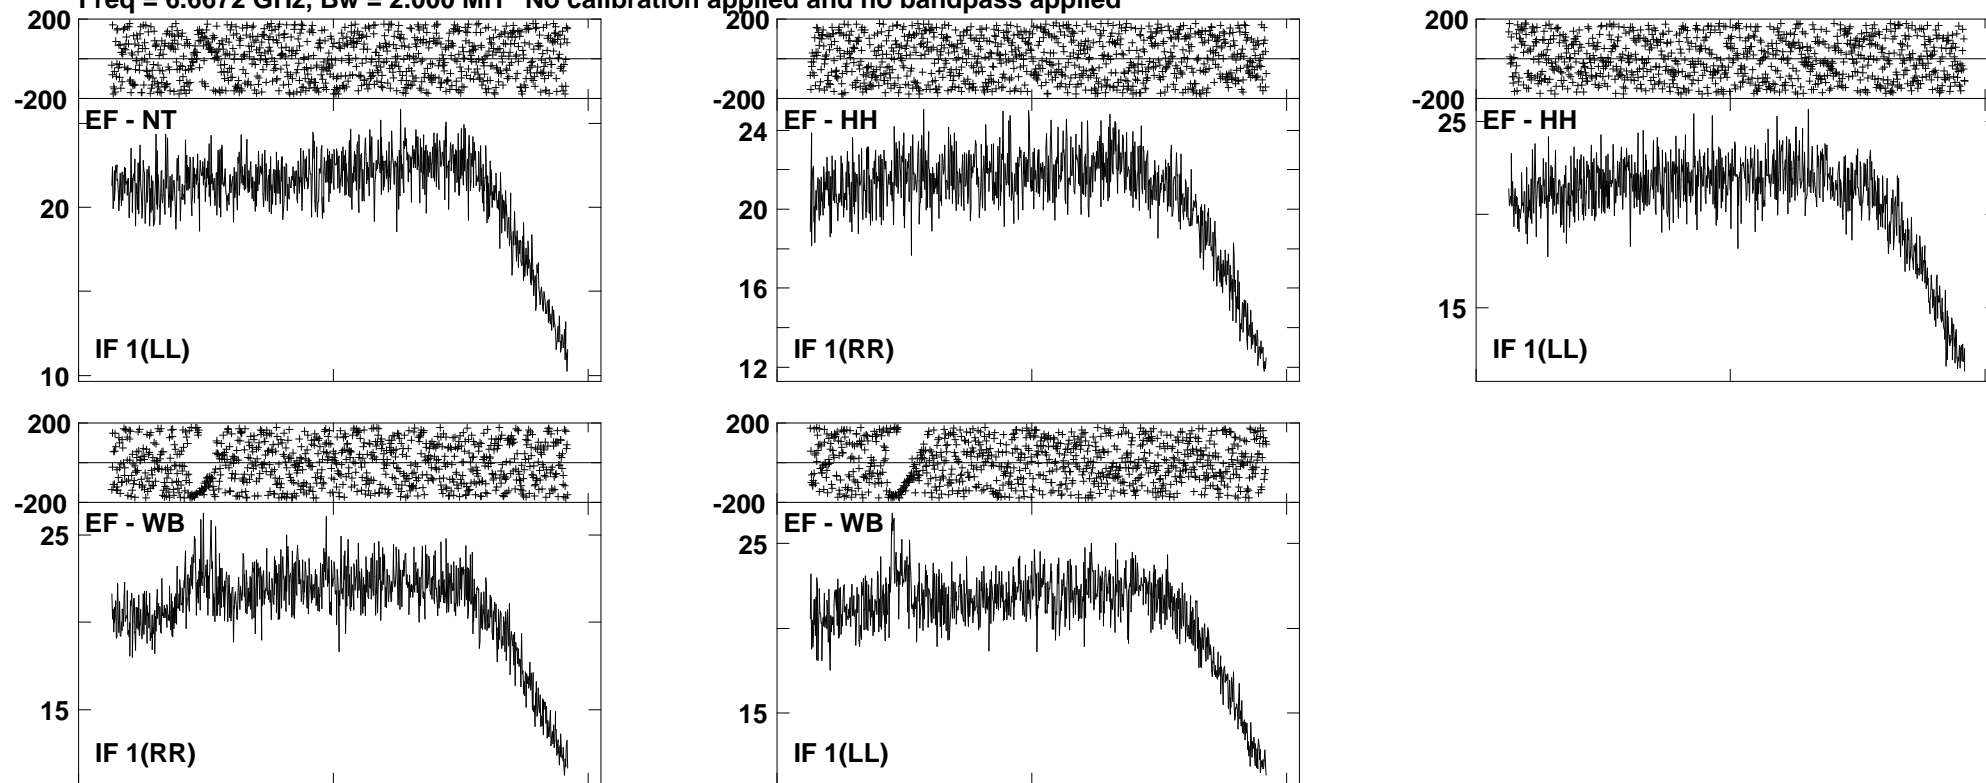 Freq = 6.6672 GHz, Bw = 2.000 MH No calibration applied and no bandpass applied
200
-200
EF - NT
20
10
IF 1(LL)
200
-200
EF - HH
24
20
16
12
IF 1(RR)
200
-200
EF - HH
25
15
IF 1(LL)
200
-200
EF - WB
25
15
IF 1(RR)
200
-200
EF - WB
25
15
IF 1(LL)